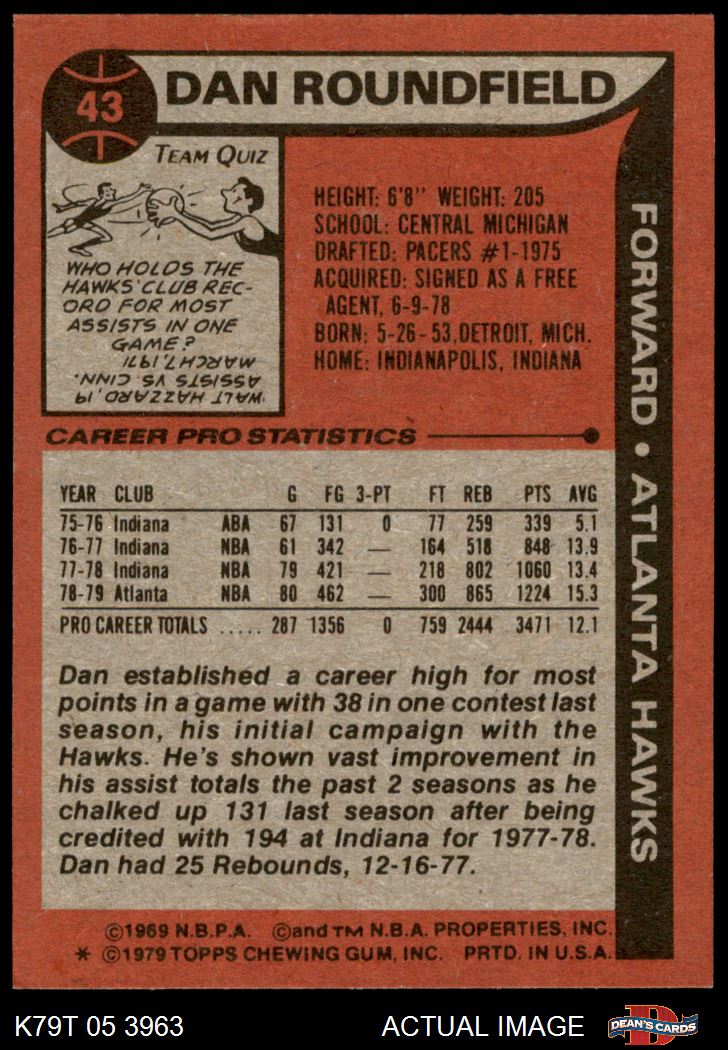 43
DAN ROUNDFIELD
TEAM QUIZ
WHO HOLDS THE
HAWKS' CLUB REC-
ORD FOR MOST
ASSISTS IN ONE
GAME?
WALT HAZZARD, 19
ASSISTS VS. CINN.
MARCH 7, 1971
HEIGHT: 6'8" WEIGHT: 205
SCHOOL: CENTRAL MICHIGAN
DRAFTED: PACERS #1-1975
ACQUIRED: SIGNED AS A FREE
AGENT, 6-9-78
BORN: 5-26-53, DETROIT, MICH.
HOME: INDIANAPOLIS, INDIANA
FORWARD • ATLANTA HAWKS
CAREER PRO STATISTICS
YEAR CLUB G FG 3-PT FT REB PTS AVG
75-76 Indiana ABA 67 131 0 77 259 339 5.1
76-77 Indiana NBA 61 342 — 164 518 848 13.9
77-78 Indiana NBA 79 421 — 218 802 1060 13.4
78-79 Atlanta NBA 80 462 — 300 865 1224 15.3
PRO CAREER TOTALS ..... 287 1356 0 759 2444 3471 12.1
Dan established a career high for most
points in a game with 38 in one contest last
season, his initial campaign with the
Hawks. He's shown vast improvement in
his assist totals the past 2 seasons as he
chalked up 131 last season after being
credited with 194 at Indiana for 1977-78.
Dan had 25 Rebounds, 12-16-77.
©1969 N.B.P.A. ©and TM N.B.A. PROPERTIES, INC.
* ©1979 TOPPS CHEWING GUM, INC. PRTD. IN U.S.A.
K79T 05 3963 ACTUAL IMAGE
D
DEAN'S CARDS